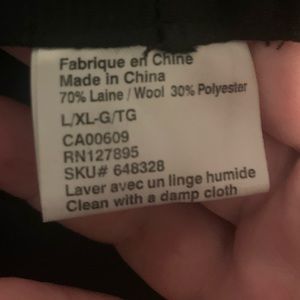 Fabrique en Chine
Made in China
70% Laine / Wool 30% Polyester
L/XL-G/TG
CA00609
RN127895
SKU# 648328
Laver avec un linge humide
Clean with a damp cloth